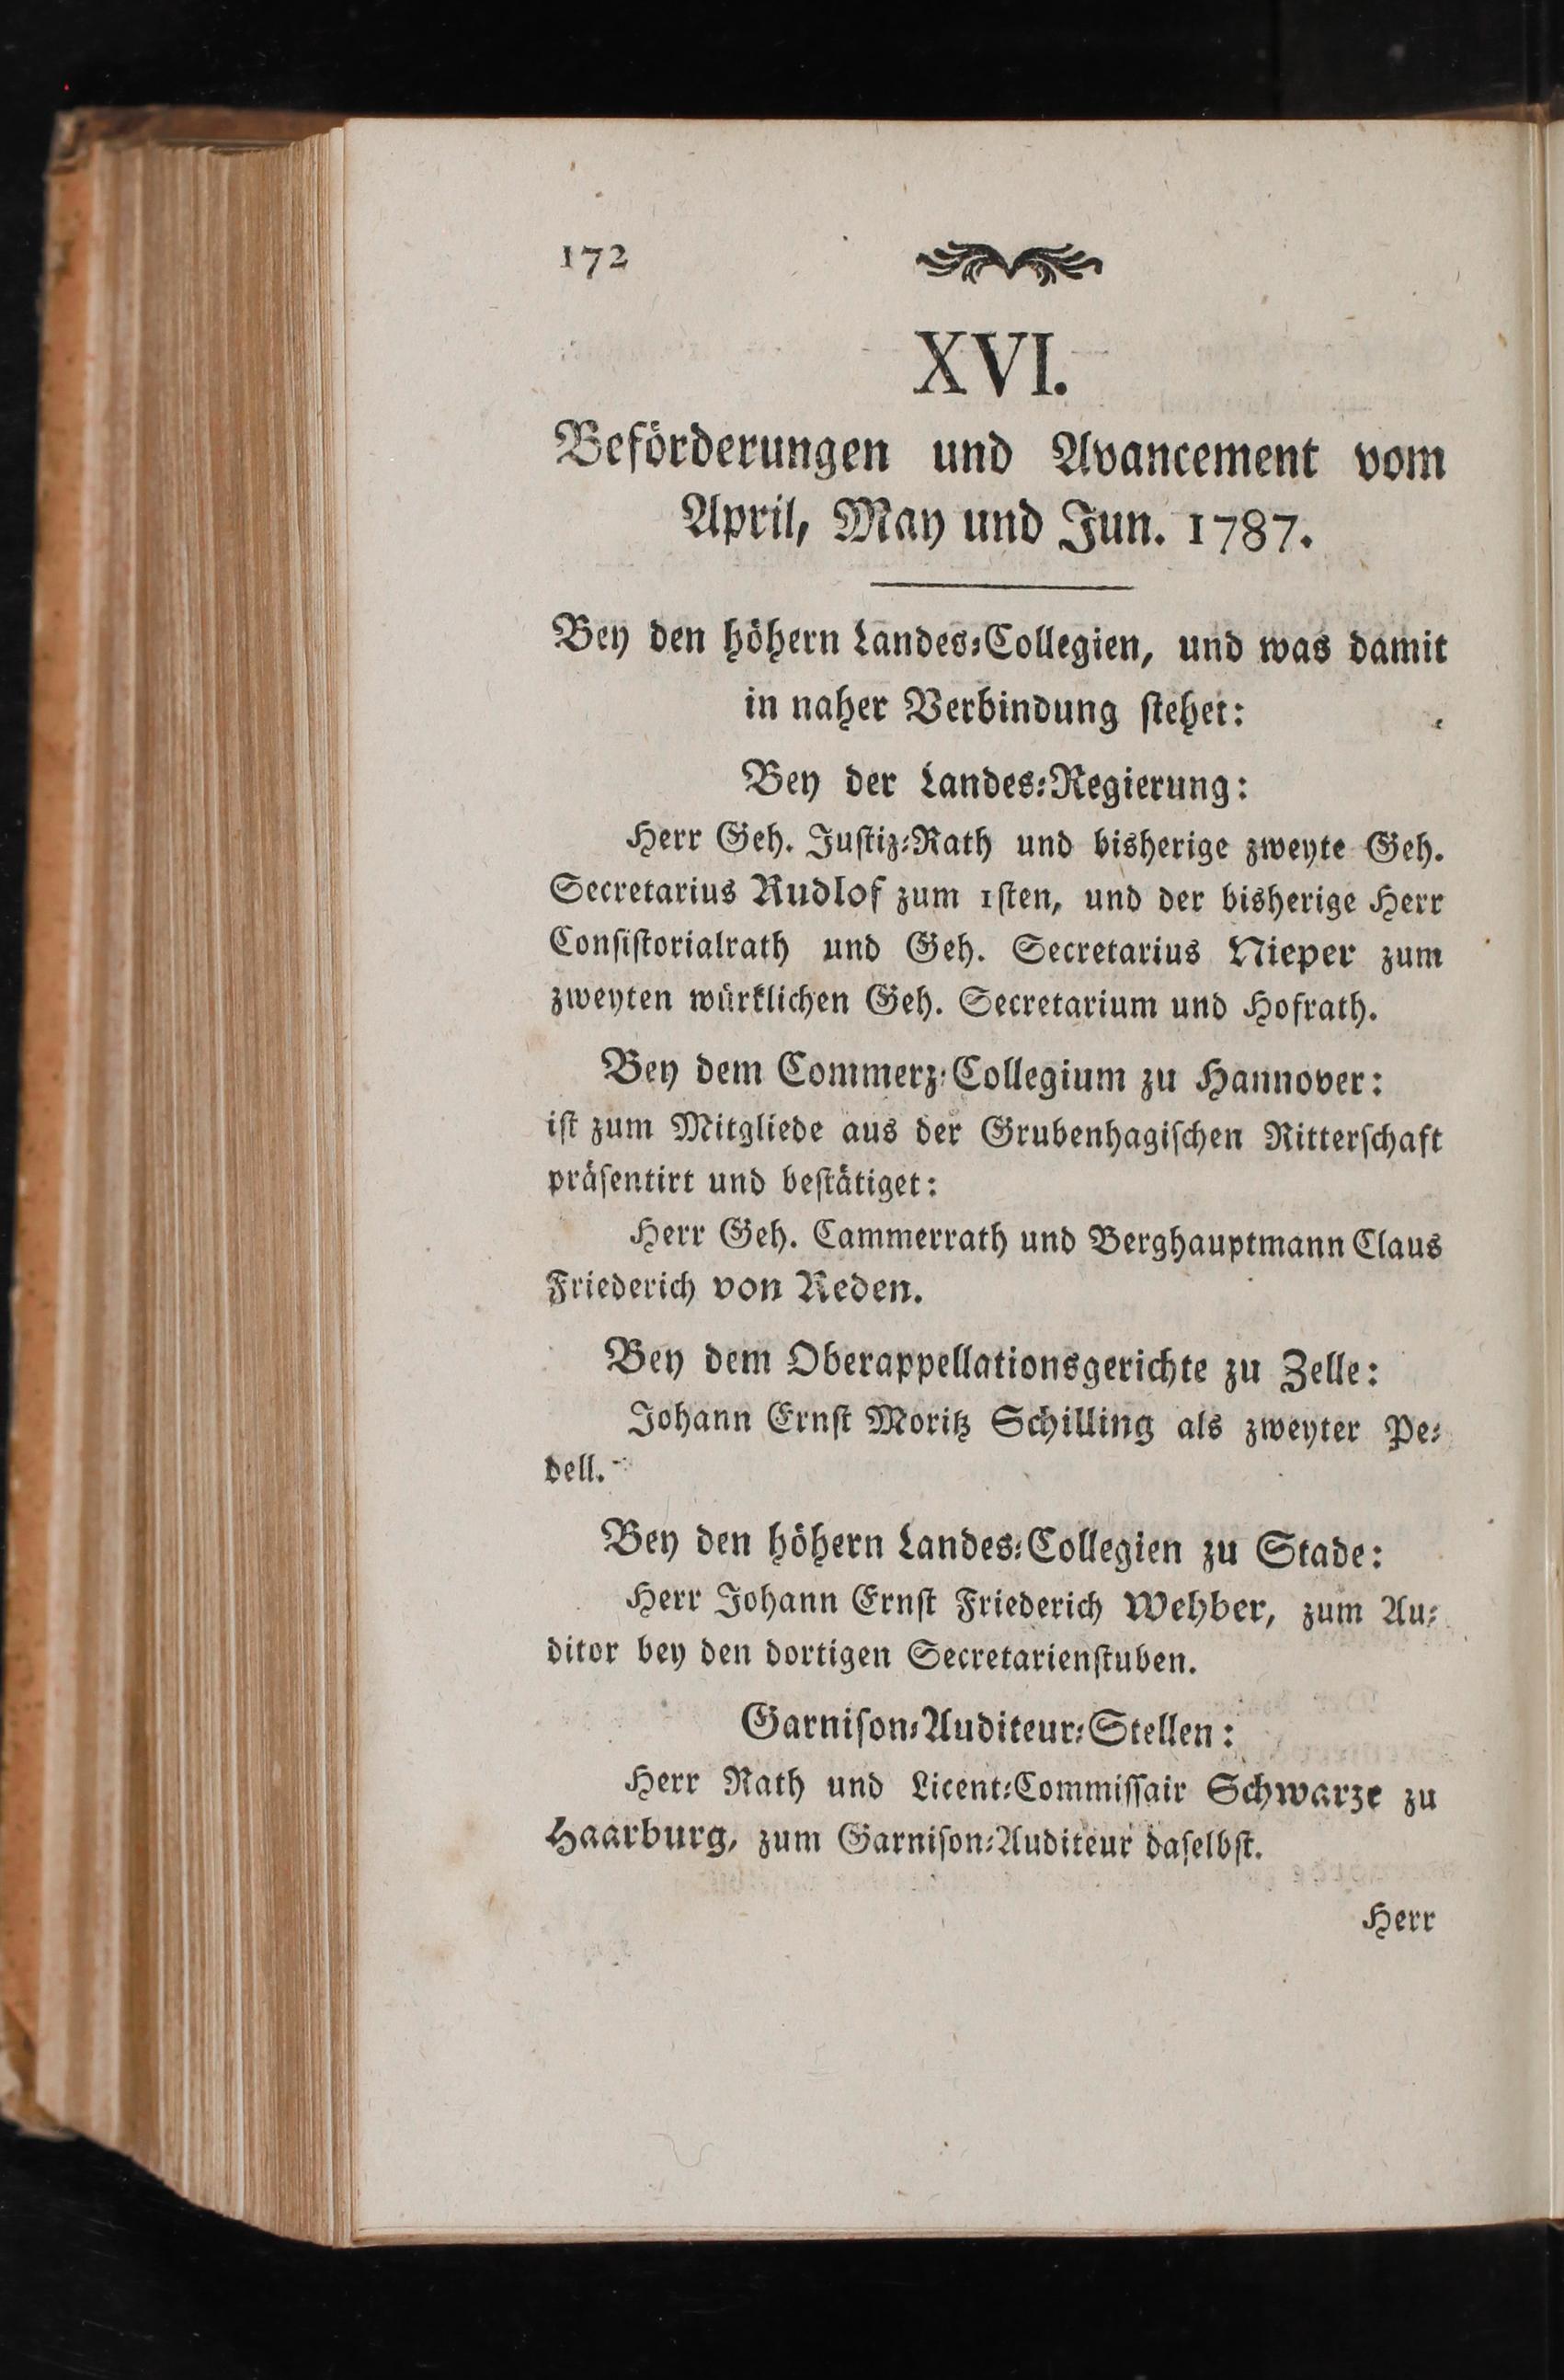 172
XVI.
Beförderungen und Avancement vom
April, May und Jun. 1787.
Bey den höhern Landes-Collegien, und was damit
in naher Verbindung stehet:
Bey der Landes-Regierung:
Herr Geh. Justiz-Rath und bisherige zweyte Geh.
Secretarius Rudlof zum 1sten, und der bisherige Herr
Consistorialrath und Geh. Secretarius Nieper zum
zweyten würklichen Geh. Secretarium und Hofrath.
Bey dem Commerz-Collegium zu Hannover:
ist zum Mitgliede aus der Grubenhagischen Ritterschaft
präsentirt und bestätiget:
Herr Geh. Cammerrath und Berghauptmann Claus
Friederich von Reden.
Bey dem Oberappellationsgerichte zu Zelle:
Johann Ernst Moritz Schilling als zweyter Pe-
dell.
Bey den höhern Landes-Collegien zu Stade:
Herr Johann Ernst Friederich Wehber, zum Au-
ditor bey den dortigen Secretarienstuben.
Garnison-Auditeur-Stellen:
Herr Rath und Licent-Commissair Schwarze zu
Haarburg, zum Garnison-Auditeur daselbst.
Herr